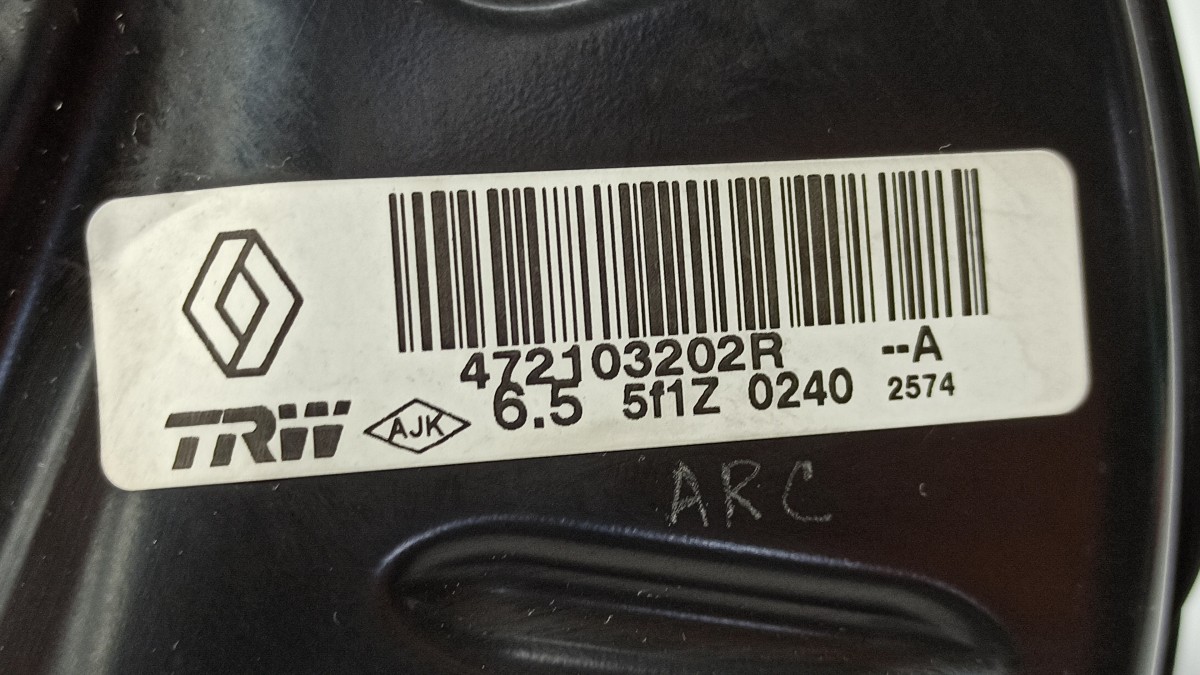 472103202R --A
TRW AJK 6.5 5f1Z 0240 2574
ARC